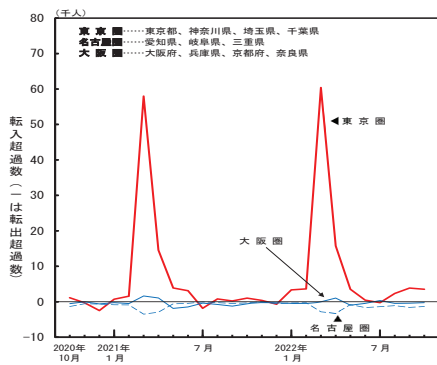 (千人)
80
70
60
50
40
30
20
10
0
-10
東京圏……東京都、神奈川県、埼玉県、千葉県
名古屋圏……愛知県、岐阜県、三重県
大阪圏……大阪府、兵庫県、京都府、奈良県
転入超過数(ーは転出超過数)
東京圏
大阪圏
名古屋圏
2020年 2021年 7月 2022年 7月
10月 1月 1月